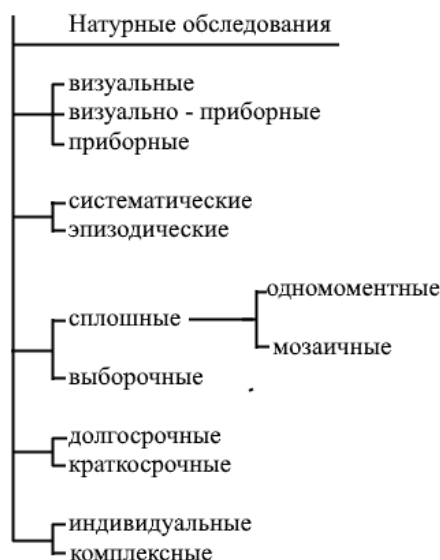 Натурные обследования
визуальные
визуально - приборные
приборные
систематические
эпизодические
одномоментные
сплошные
мозаичные
выборочные
долгосрочные
краткосрочные
индивидуальные
комплексные